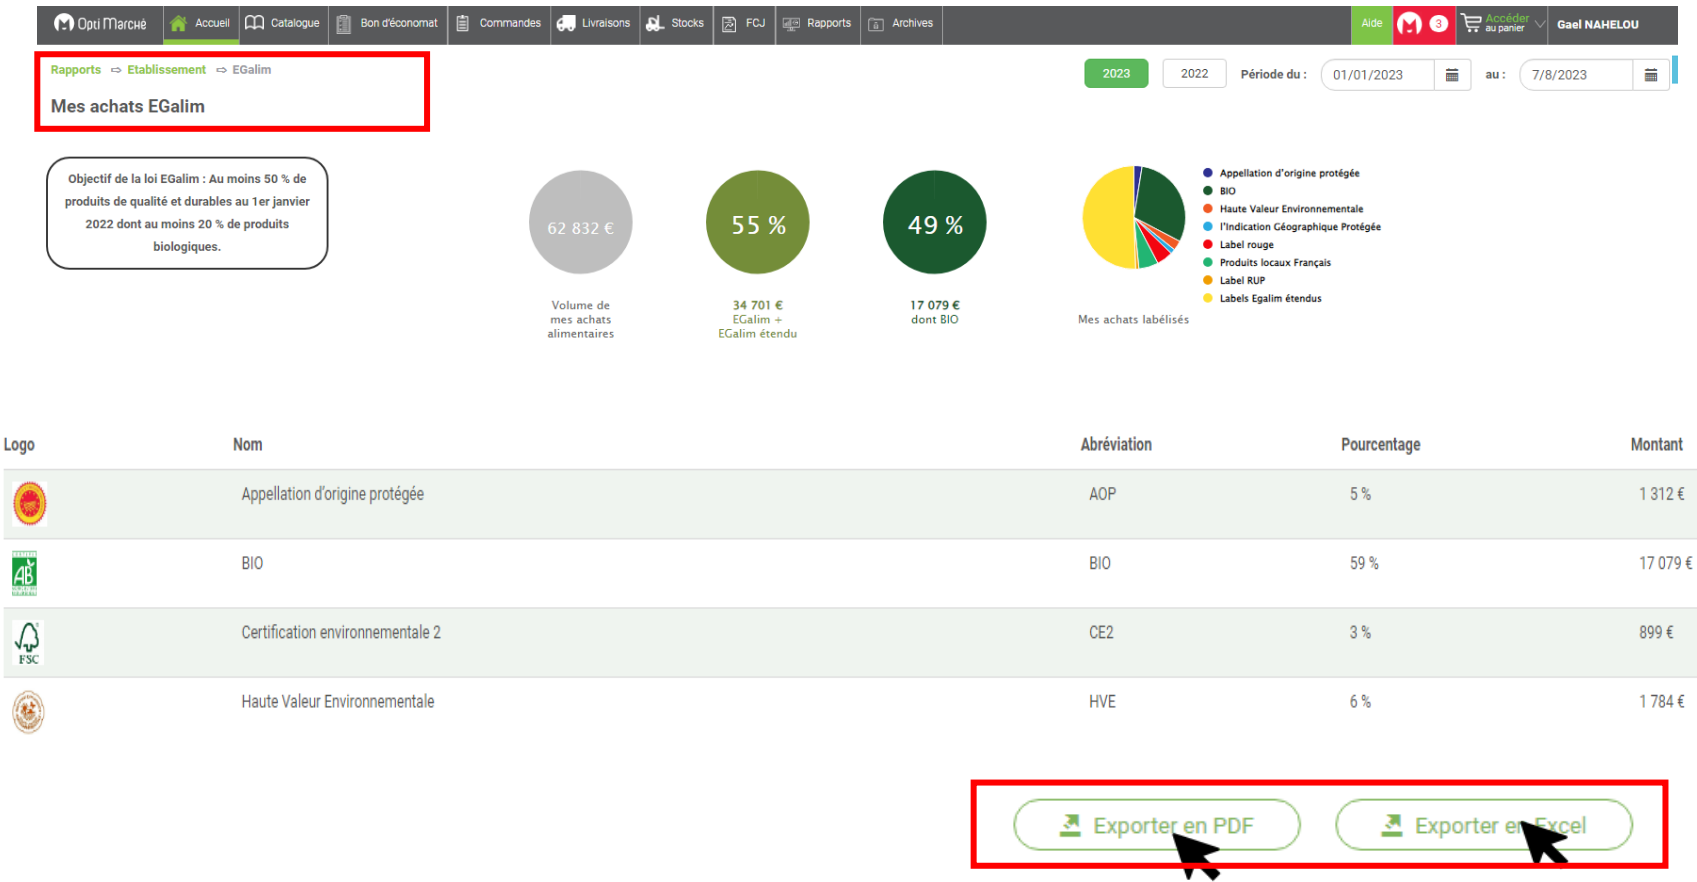 Opti Marché Accueil Catalogue Bon d'économat Commandes Livraisons Stocks FCJ Rapports Archives Aide 3 Accéder au panier Gael NAHELOU
Rapports ⇨ Etablissement ⇨ EGalim
2023 2022 Période du : 01/01/2023 au : 7/8/2023
Mes achats EGalim
Objectif de la loi EGalim : Au moins 50 % de
produits de qualité et durables au 1er janvier
2022 dont au moins 20 % de produits
biologiques.
62 832 €
Volume de
mes achats
alimentaires
55 %
34 701 €
EGalim +
EGalim étendu
49 %
17 079 €
dont BIO
Mes achats labélisés
Appellation d'origine protégée
BIO
Haute Valeur Environnementale
l'Indication Géographique Protégée
Label rouge
Produits locaux Français
Label RUP
Labels Egalim étendus
Logo Nom Abréviation Pourcentage Montant
Appellation d'origine protégée AOP 5 % 1 312 €
AB BIO BIO 59 % 17 079 €
FSC Certification environnementale 2 CE2 3 % 899 €
Haute Valeur Environnementale HVE 6 % 1 784 €
Exporter en PDF Exporter en Excel